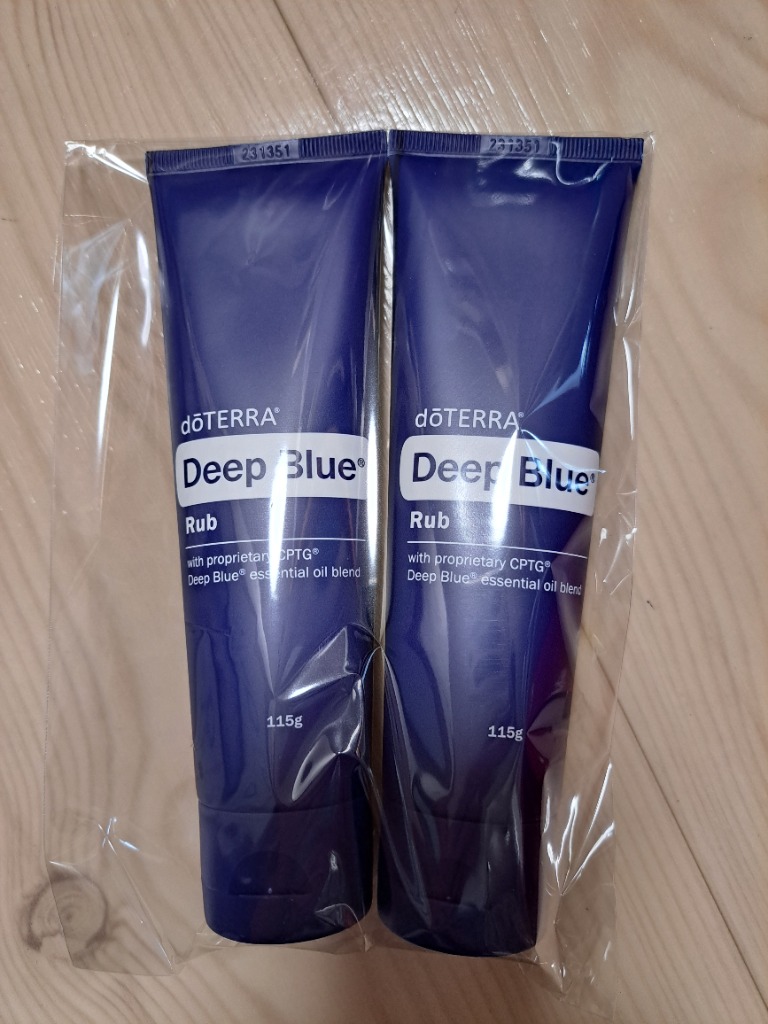 231351
dōTERRA®
Deep Blue®
Rub
with proprietary CPTG®
Deep Blue® essential oil blend
115g
231351
dōTERRA®
Deep Blue®
Rub
with proprietary CPTG®
Deep Blue® essential oil blend
115g